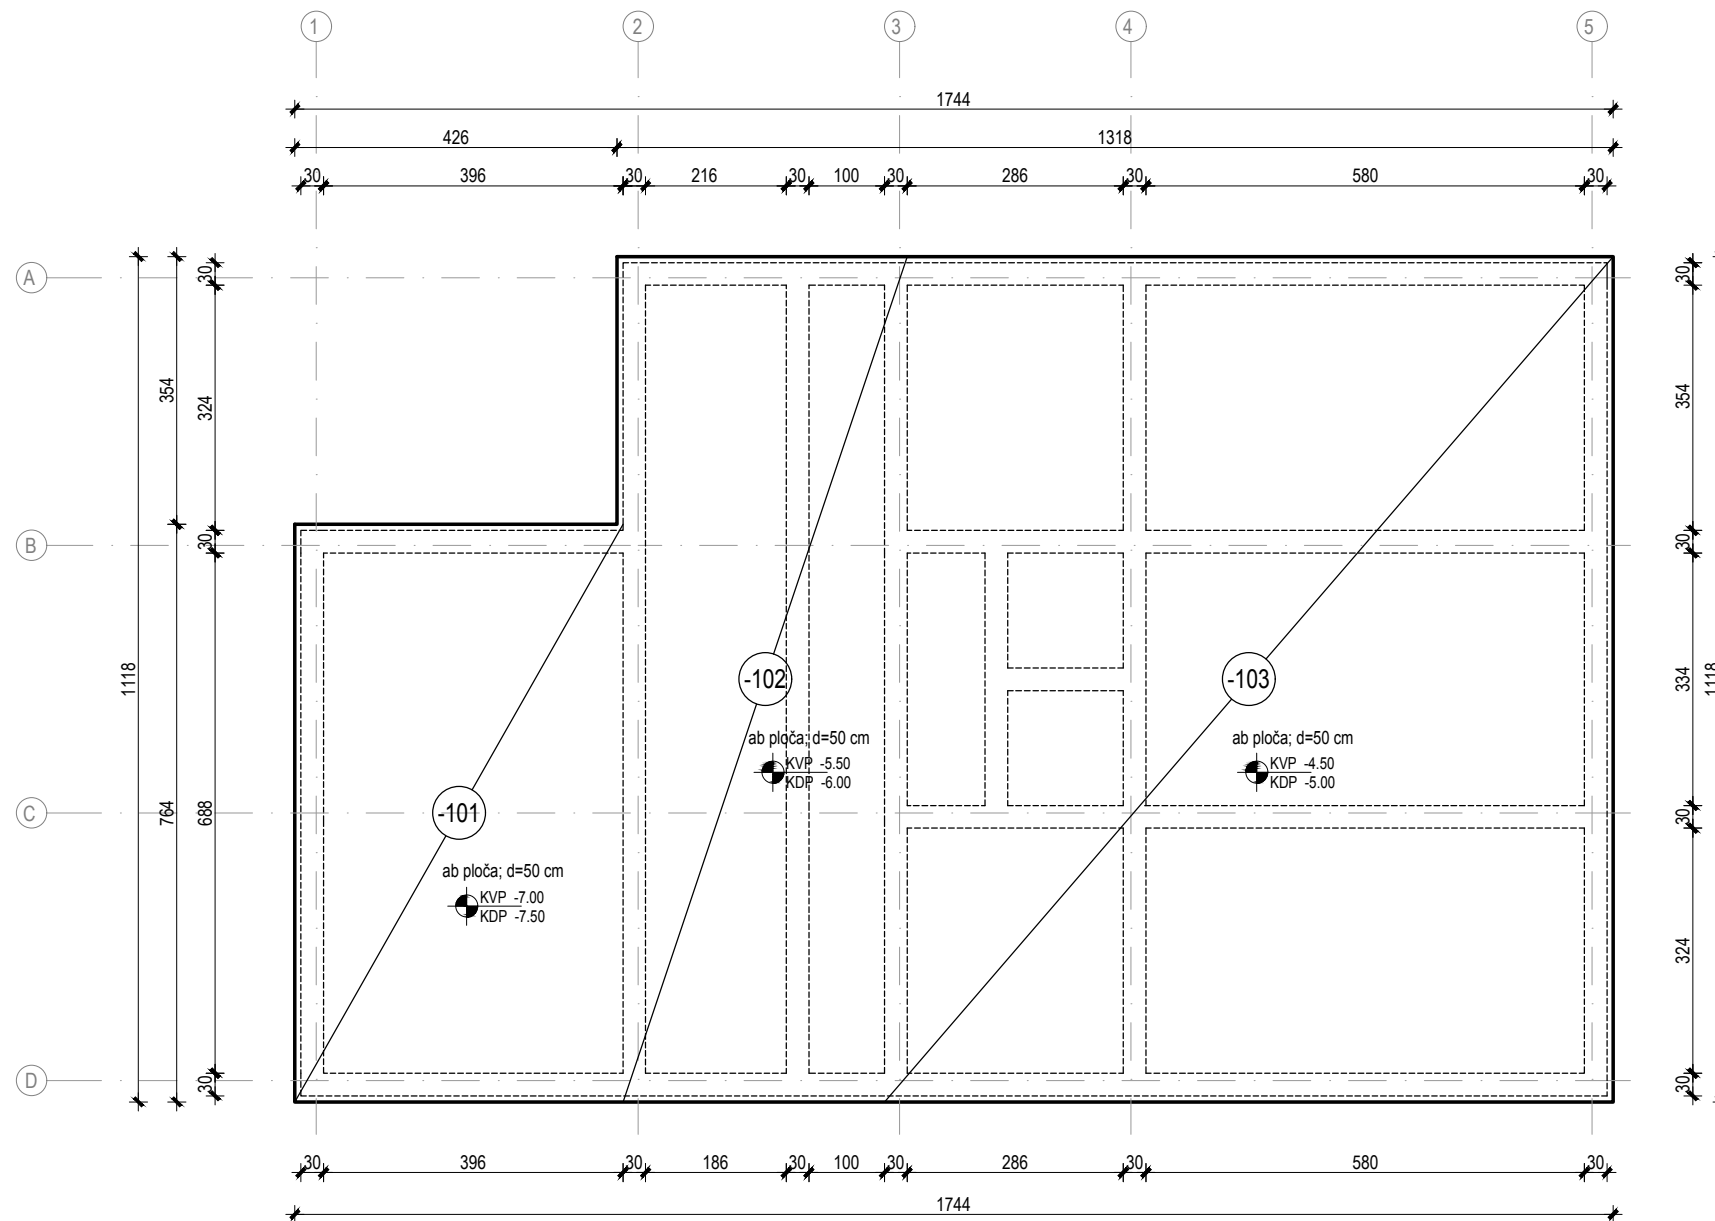 1 2 3 4 5
1744
426 1318
30 396 30 216 30 100 30 286 30 580 30
A
30
30
354
324
354
B
30
30
-102
-103
1118
334
1118
ab ploča; d=50 cm
ab ploča; d=50 cm
KVP -5.50
KVP -4.50
KDP -6.00
KDP -5.00
C
764
688
-101
30
ab ploča; d=50 cm
KVP -7.00
KDP -7.50
324
D
30
30
30 396 30 186 30 100 30 286 30 580 30
1744